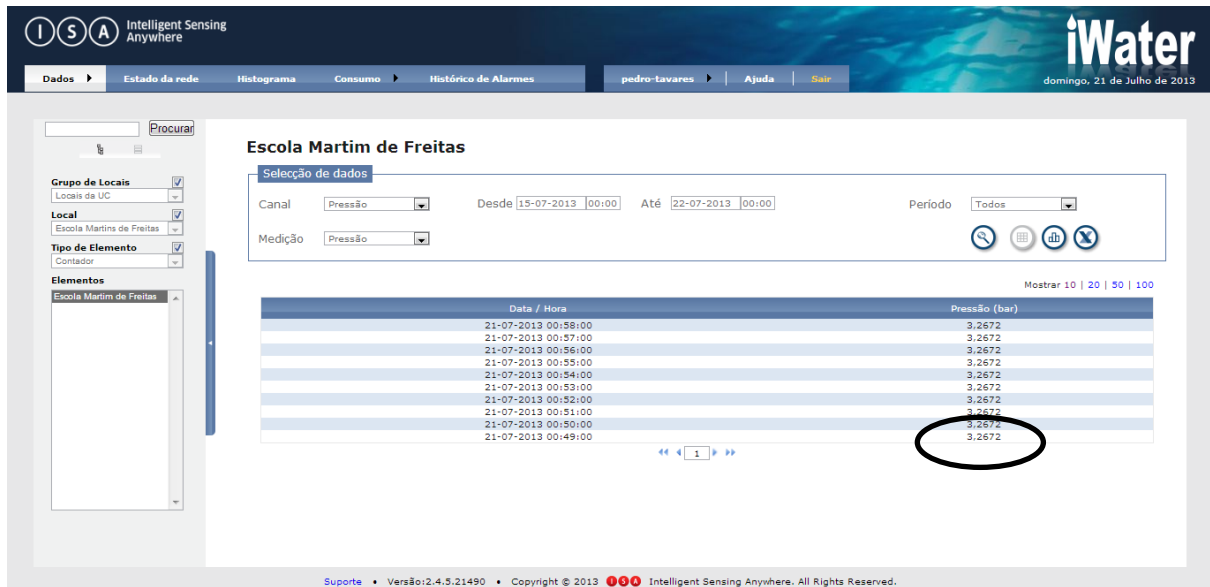 ISA Intelligent Sensing Anywhere
iWater
Dados Estado da rede Histograma Consumo Histórico de Alarmes pedro-tavares Ajuda Sair
domingo, 21 de Julho de 2013
Procurar
Grupo de Locais
Locais da UC
Local
Escola Martins de Freitas
Tipo de Elemento
Contador
Elementos
Escola Martim de Freitas
Escola Martim de Freitas
Selecção de dados
Canal Pressão Desde 15-07-2013 00:00 Até 22-07-2013 00:00 Período Todos
Medição Pressão
Mostrar 10 | 20 | 50 | 100
Data / Hora Pressão (bar)
21-07-2013 00:58:00 3,2672
21-07-2013 00:57:00 3,2672
21-07-2013 00:56:00 3,2672
21-07-2013 00:55:00 3,2672
21-07-2013 00:54:00 3,2672
21-07-2013 00:53:00 3,2672
21-07-2013 00:52:00 3,2672
21-07-2013 00:51:00 3,2672
21-07-2013 00:50:00 3,2672
21-07-2013 00:49:00 3,2672
1
Suporte • Versão:2.4.5.21490 • Copyright © 2013 ISA Intelligent Sensing Anywhere. All Rights Reserved.